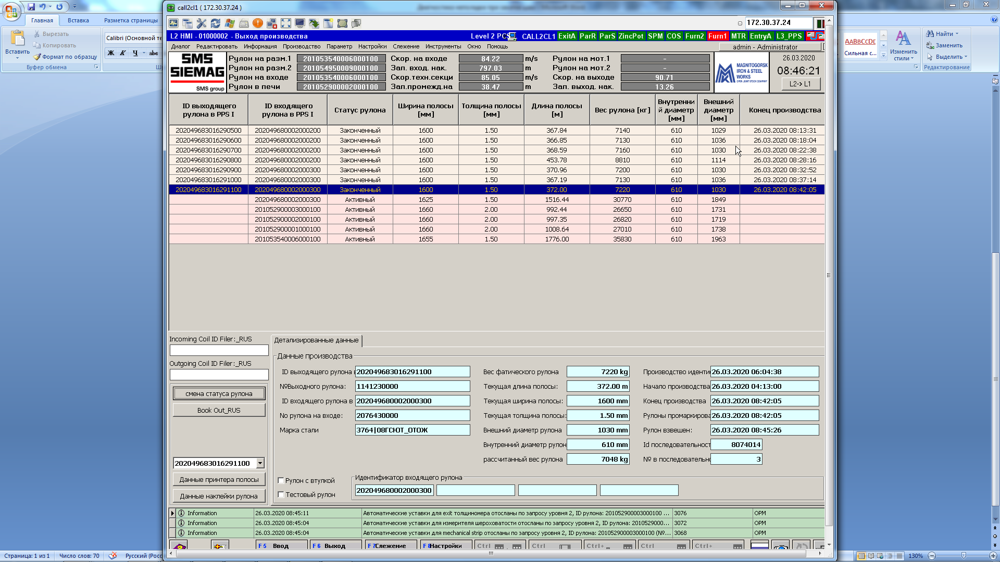 call2cl1 ( 172.30.37.24 )
Главная
Вставка
Разметка страницы
Вставить
Вырезать
Копировать
Формат по образцу
Буфер обмена
Calibri (Основной те
Ж К Ч abc
172.30.37.24
L2 HMI - 01000002 - Выход производства
Level 2 PCS
CALL2CL1
ExitA ParR ParS ZincPot SPM COS Furn2 Furn1 MTR EntryA L3_PPS
Диалог Редактировать Информация Производство Параметр Настройки Слежение Инструменты Окно Помощь
admin - Administrator
SMS SIEMAG
SMS group
Рулон на разм.1 201053540006000100 Скор. на входе 84.22 m/s Рулон на мот.1 -
Рулон на разм.2 201054950009000100 Зап. вход. нак. 797.03 m Рулон на мот.2 -
Рулон на входе 201053540006000100 Скор.техн.секци 85.05 m/s Скор. на выходе 90.71
Рулон в печи 201052900002000100 Зап.промежд.на 38.47 m Зап. выход. нак. 13.26
MAGNITOGORSK
IRON & STEEL
WORKS
OPEN JOINT STOCK COMPANY
26.03.2020
08:46:21
L2-> L1
ID выходящего рулона в PPS I
ID входящего рулона в PPS I
Статус рулона
Ширина полосы [мм]
Толщина полосы [мм]
Длина полосы [м]
Вес рулона [кг]
Внутренний диаметр [мм]
Внешний диаметр [мм]
Конец производства
202049683016290500 202049680002000200 Законченный 1600 1.50 367.84 7140 610 1029 26.03.2020 08:13:31
202049683016290600 202049680002000200 Законченный 1600 1.50 366.85 7130 610 1036 26.03.2020 08:18:04
202049683016290700 202049680002000200 Законченный 1600 1.50 368.59 7160 610 1030 26.03.2020 08:22:38
202049683016290800 202049680002000200 Законченный 1600 1.50 453.78 8810 610 1114 26.03.2020 08:28:16
202049683016290900 202049680002000300 Законченный 1600 1.50 370.96 7200 610 1030 26.03.2020 08:32:52
202049683016291000 202049680002000300 Законченный 1600 1.50 367.19 7130 610 1036 26.03.2020 08:37:14
202049683016291100 202049680002000300 Законченный 1600 1.50 372.00 7220 610 1030 26.03.2020 08:42:05
202049680002000300 Активный 1625 1.50 1516.44 30770 610 1849
201052900003000100 Активный 1660 2.00 992.44 26650 610 1731
201052900002000100 Активный 1660 2.00 997.35 26820 610 1719
201052900001000100 Активный 1660 2.00 1008.64 27010 610 1738
201053540006000100 Активный 1655 1.50 1776.00 35830 610 1963
Incoming Coil ID Filer:_RUS
Outgoing Coil ID Filer:_RUS
смена статуса рулона
Book Out_RUS
202049683016291100
Данные принтера полосы
Данные наклейки рулона
Детализированные данные
Данные производства
ID выходящего рулона в 202049683016291100 Вес фатического рулона 7220 kg Производство иденти 26.03.2020 06:04:38
№Выходного рулона: 1141230000 Текущая длина полосы: 372.00 m Начало производства 26.03.2020 04:13:00
ID входящего рулона в 202049680002000300 Текущая ширина полосы: 1600 mm Конец производства 26.03.2020 08:42:05
No рулона на входе: 2076430000 Текущая толщина полосы: 1.50 mm Рулоны промаркирова 26.03.2020 08:42:05
Марка стали 3764|08ГСЮТ_ОТОЖ Внешний диаметр рулона 1030 mm Рулон взвешен: 26.03.2020 08:45:26
Внутренний диаметр рулон 610 mm Id последовательност 8074014
рассчитанный вес рулона 7048 kg № в последовательно 3
Рулон с втулкой
Тестовый рулон
Идентификатор входящего рулона
202049680002000300
Information 26.03.2020 08:45:11 Автоматические уставки для exit толщиномера отосланы по запросу уровня 2, ID рулона: 201052900003000100 ... 3076 OPM
Information 26.03.2020 08:45:04 Автоматические уставки для измерителя шероховатости отосланы по запросу уровня 2, ID рулона: 2010529000... 3072 OPM
Information 26.03.2020 08:45:04 Автоматические уставки для mechanical strip отосланы по запросу уровня 2, ID рулона: 201052900003000100 (№... 3068 OPM
F5 Ввод F6 Выход F7 Слежение F8 Настройки Ctrl Ctrl Ctrl+ Ctrl Ctrl+
AaBbCcDc
Сильная с...
Изменить стили
Найти
Заменить
Выделить
Редактирование
Страница: 1 из 1
Число слов: 70
Русский (Росс
130%